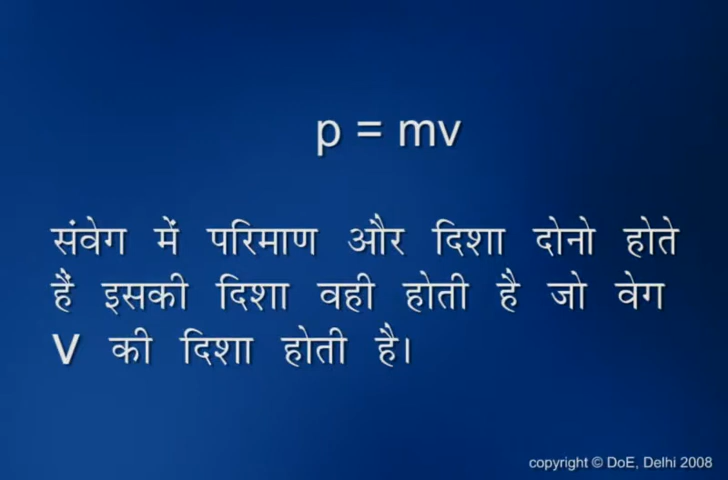 p = mv
संवेग में परिमाण और दिशा दोनो होते
हैं इसकी दिशा वही होती है जो वेग
v की दिशा होती है।
copyright © DoE, Delhi 2008